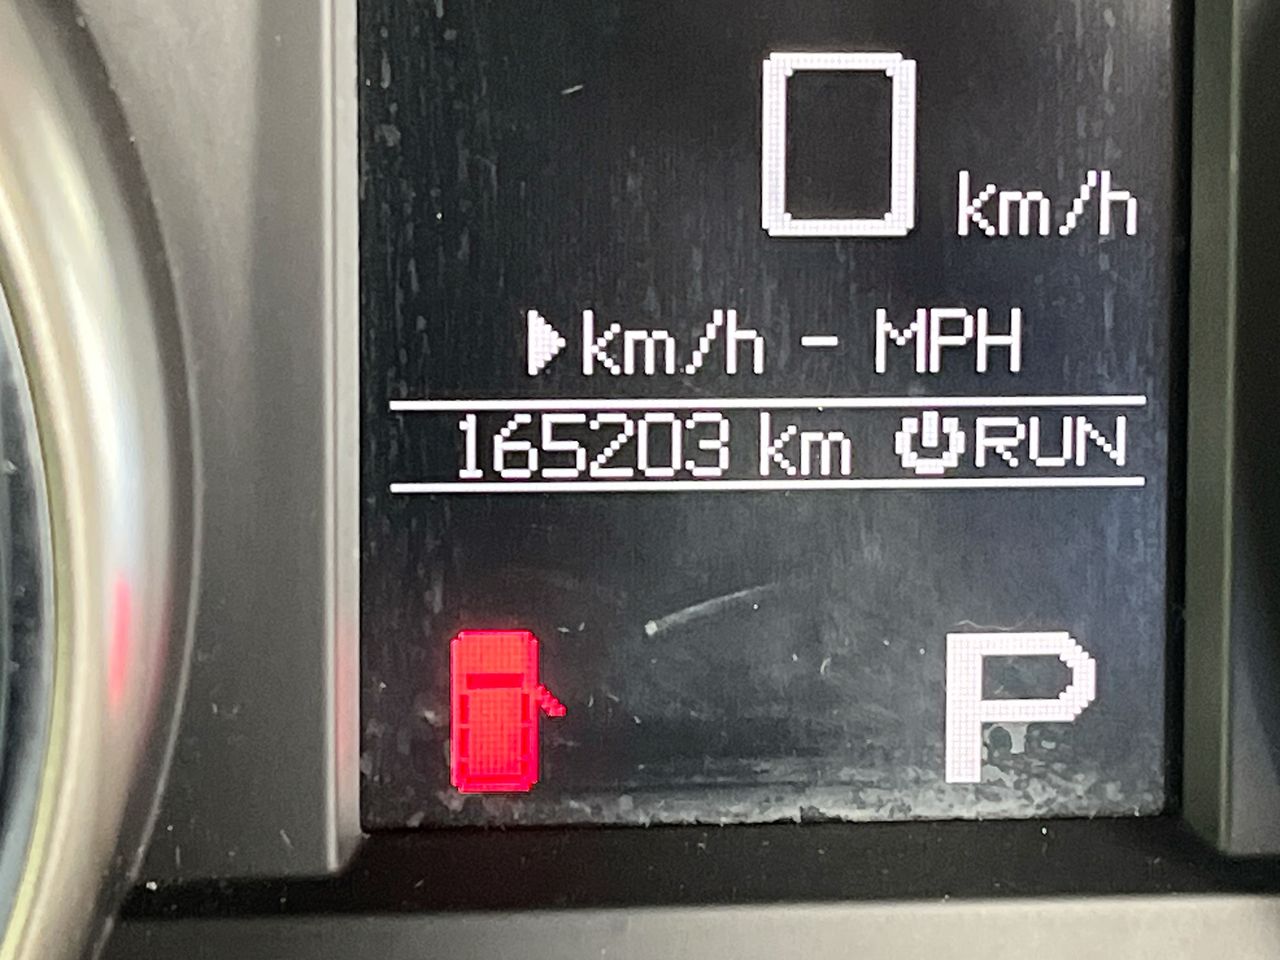 0 km/h
km/h - MPH
165203 km RUN
P